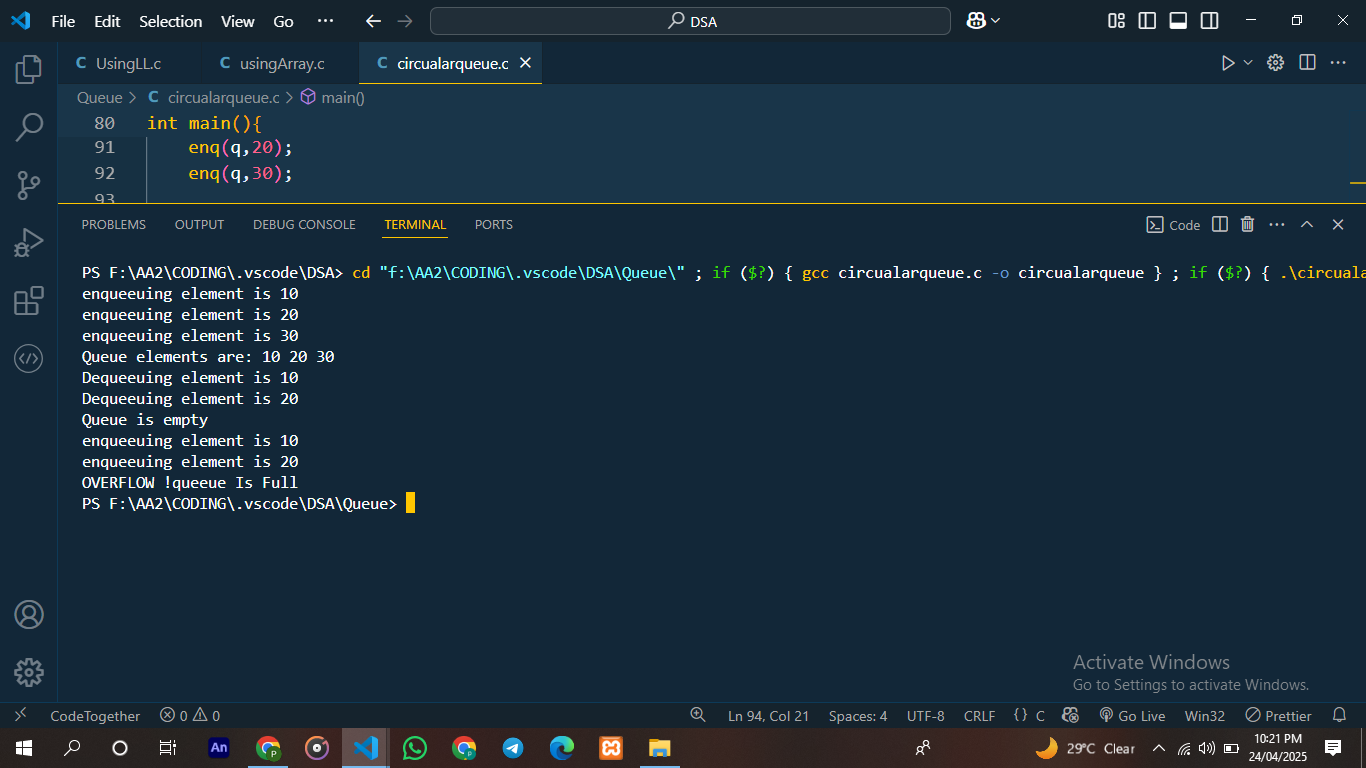 File Edit Selection View Go ··· DSA
C UsingLL.c C usingArray.c C circualarqueue.c
Queue > C circualarqueue.c > main()
80 int main(){
91 enq(q,20);
92 enq(q,30);
93
PROBLEMS OUTPUT DEBUG CONSOLE TERMINAL PORTS Code
PS F:\AA2\CODING\.vscode\DSA> cd "f:\AA2\CODING\.vscode\DSA\Queue\" ; if ($?) { gcc circualarqueue.c -o circualarqueue } ; if ($?) { .\circuala
enqueeuing element is 10
enqueeuing element is 20
enqueeuing element is 30
Queue elements are: 10 20 30
Dequeeuing element is 10
Dequeeuing element is 20
Queue is empty
enqueeuing element is 10
enqueeuing element is 20
OVERFLOW !queeue Is Full
PS F:\AA2\CODING\.vscode\DSA\Queue>
Activate Windows
Go to Settings to activate Windows.
CodeTogether 0 0 Ln 94, Col 21 Spaces: 4 UTF-8 CRLF {} C Go Live Win32 Prettier
An P P 29°C Clear 10:21 PM
24/04/2025